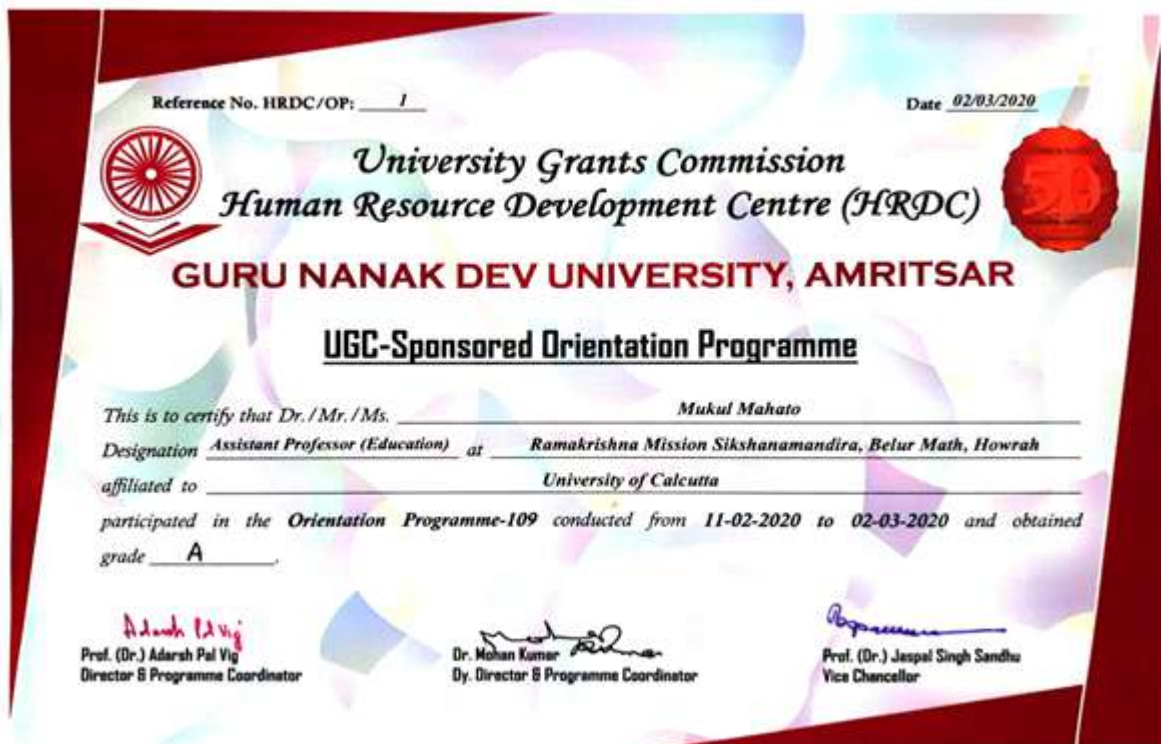 Reference No. HRDC/OP: 1
Date 02/03/2020
University Grants Commission
Human Resource Development Centre (HRDC)
50
GURU NANAK DEV UNIVERSITY, AMRITSAR
UGC-Sponsored Orientation Programme
This is to certify that Dr./Mr./Ms. Mukul Mahato
Designation Assistant Professor (Education) at Ramakrishna Mission Sikshanamandira, Belur Math, Howrah
affiliated to University of Calcutta
participated in the Orientation Programme-109 conducted from 11-02-2020 to 02-03-2020 and obtained
grade A.
Adarsh Pal Vig
Prof. (Dr.) Adarsh Pal Vig
Director & Programme Coordinator
Dr. Mohan Kumar
Dy. Director & Programme Coordinator
Prof. (Dr.) Jaspal Singh Sandhu
Vice Chancellor